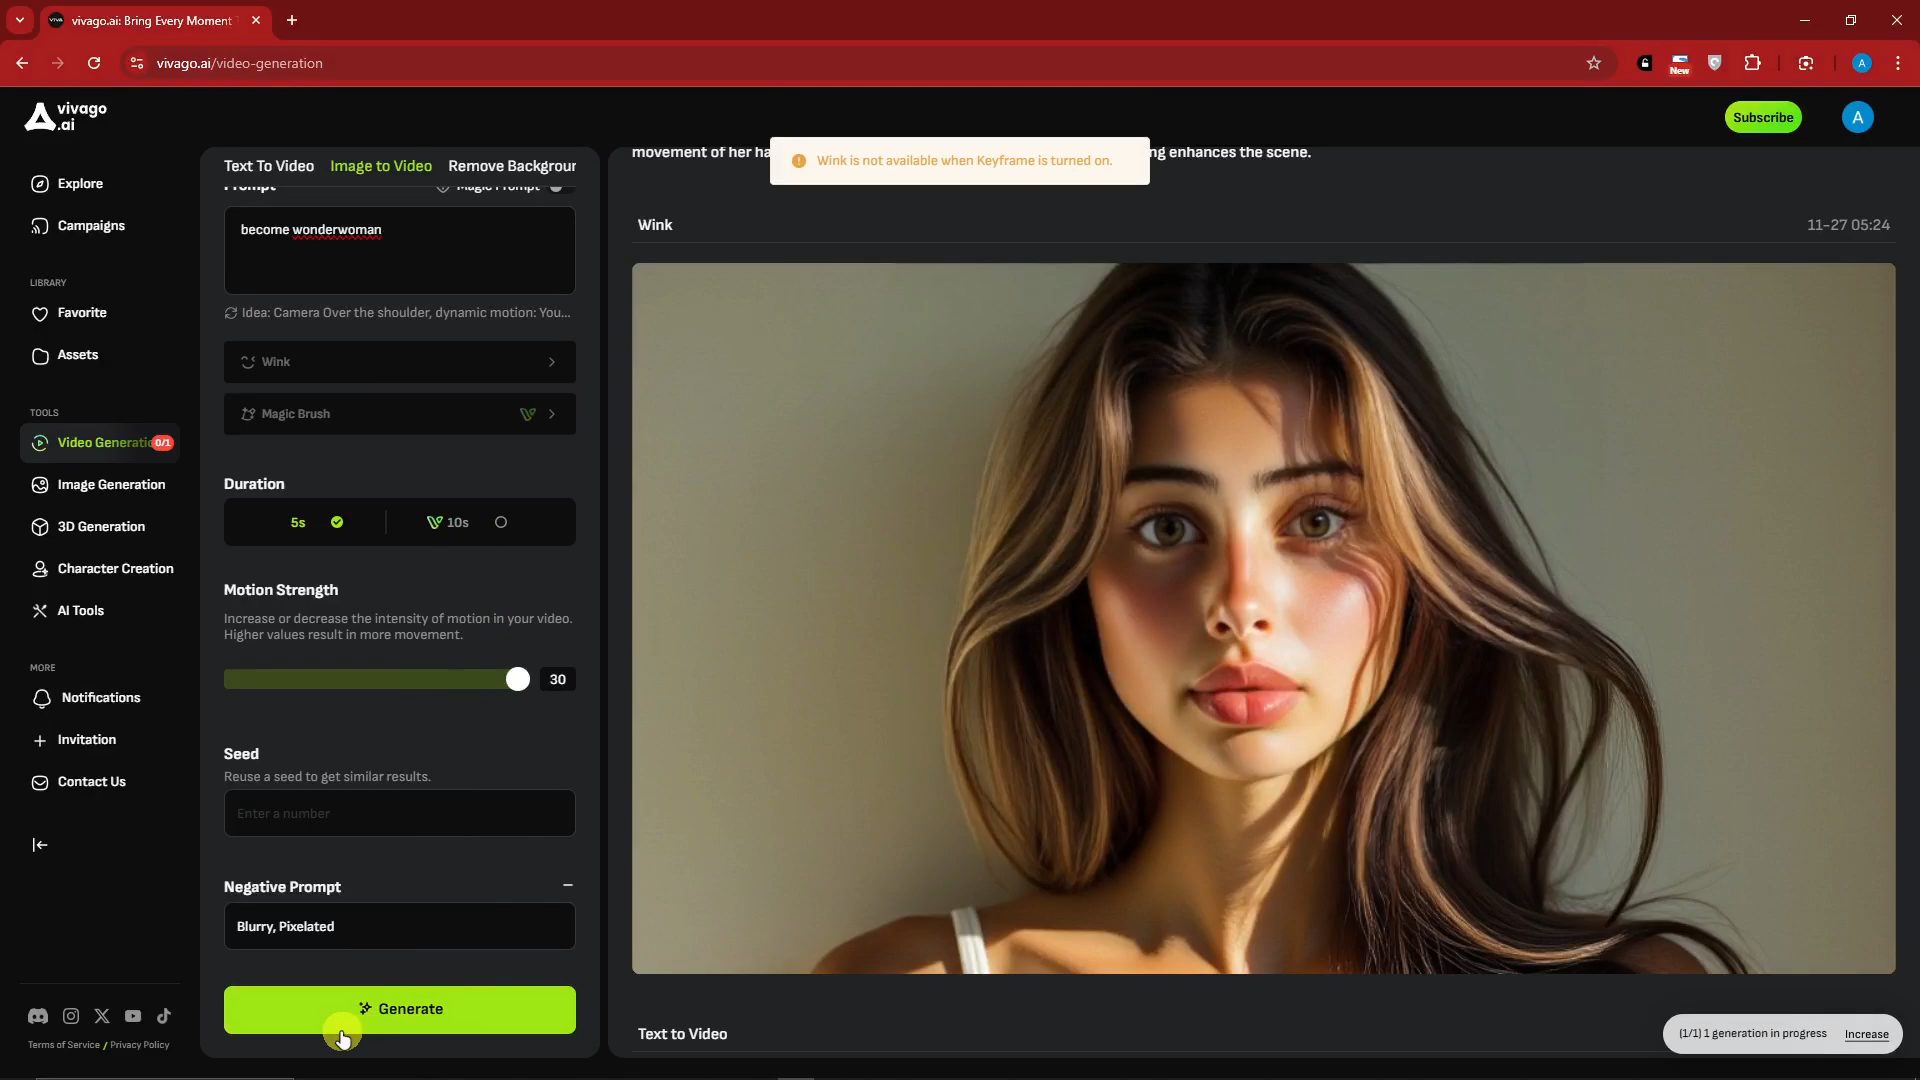 vivago.ai: Bring Every Moment
vivago.ai/video-generation
New
A
vivago
.ai
Subscribe
A
Explore
Campaigns
LIBRARY
Favorite
Assets
TOOLS
Video Generatio
0/1
Image Generation
3D Generation
Character Creation
AI Tools
MORE
Notifications
Invitation
Contact Us
Terms of Service / Privacy Policy
Text To Video
Image to Video
Remove Backgroun
Prompt
Magic Prompt
become wonderwoman
Idea: Camera Over the shoulder, dynamic motion: You...
Wink
Magic Brush
Duration
5s
10s
Motion Strength
Increase or decrease the intensity of motion in your video.
Higher values result in more movement.
30
Seed
Reuse a seed to get similar results.
Enter a number
Negative Prompt
Blurry, Pixelated
Generate
movement of her ha
ng enhances the scene.
Wink is not available when Keyframe is turned on.
Wink
11-27 05:24
Text to Video
(1/1) 1 generation in progress
Increase